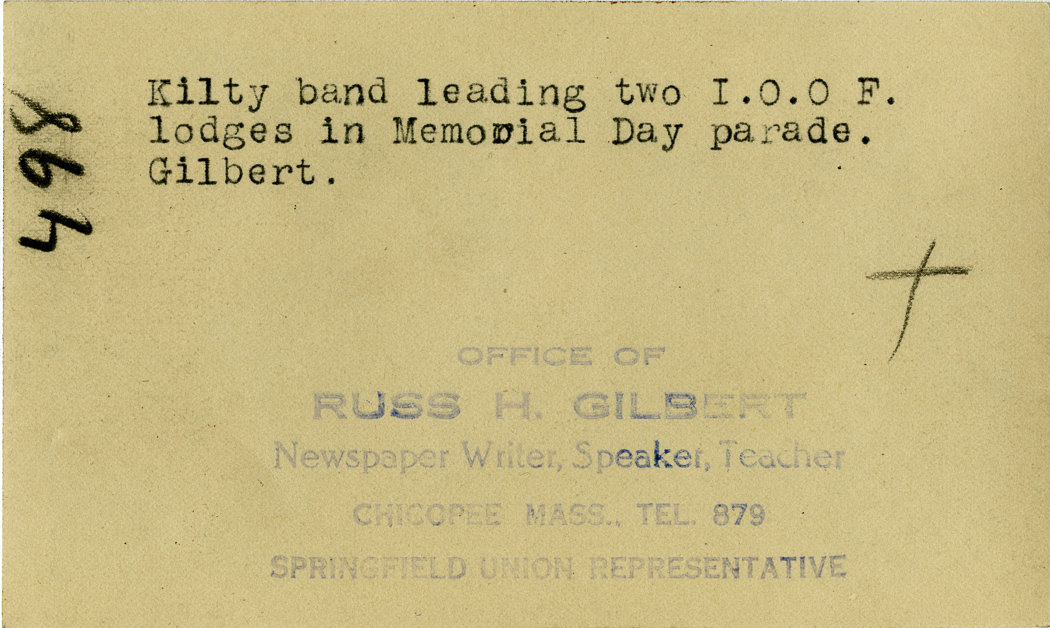 Kilty band leading two I.O.O F.
lodges in Memorial Day parade.
Gilbert.
498
OFFICE OF
RUSS H. GILBERT
Newspaper Writer, Speaker, Teacher
CHICOPEE MASS., TEL. 879
SPRINGFIELD UNION REPRESENTATIVE